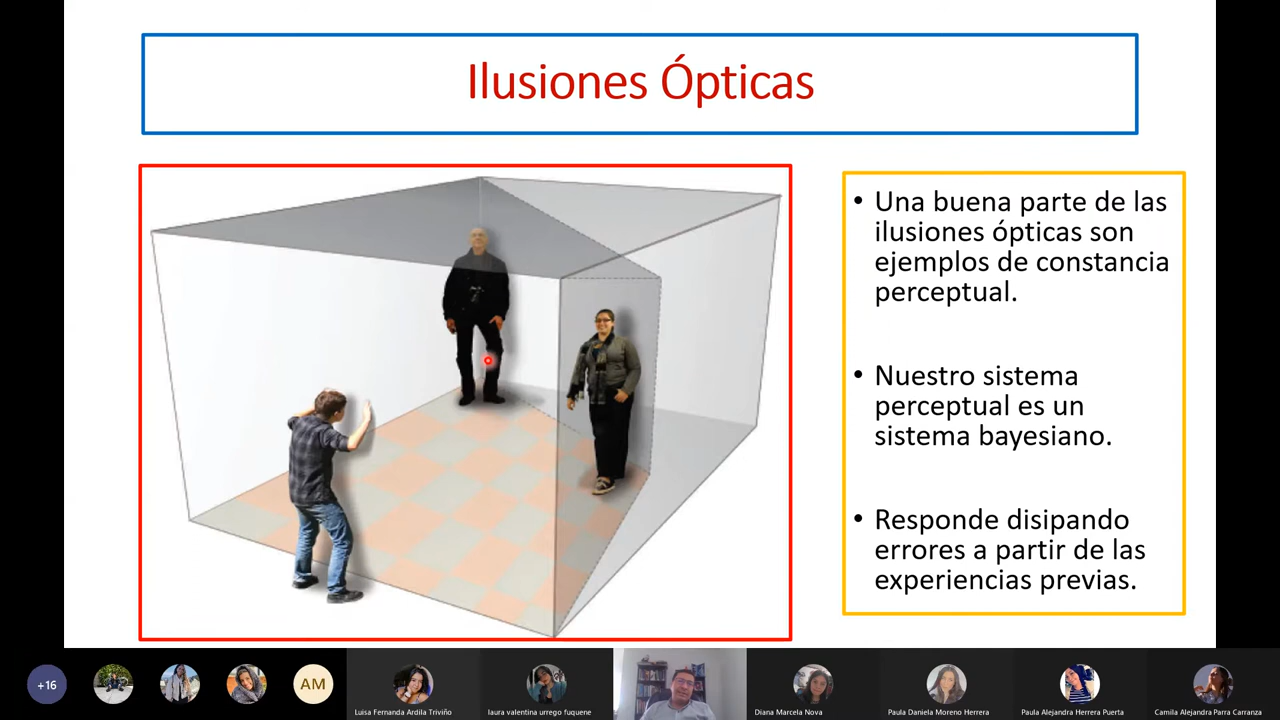 Ilusiones Ópticas
• Una buena parte de las
ilusiones ópticas son
ejemplos de constancia
perceptual.
• Nuestro sistema
perceptual es un
sistema bayesiano.
• Responde disipando
errores a partir de las
experiencias previas.
+16
AM
Luisa Fernanda Ardila Triviño
laura valentina urrego fuquene
Diana Marcela Nova
Paula Daniela Moreno Herrera
Paula Alejandra Herrera Puerta
Camila Alejandra Parra Carranza